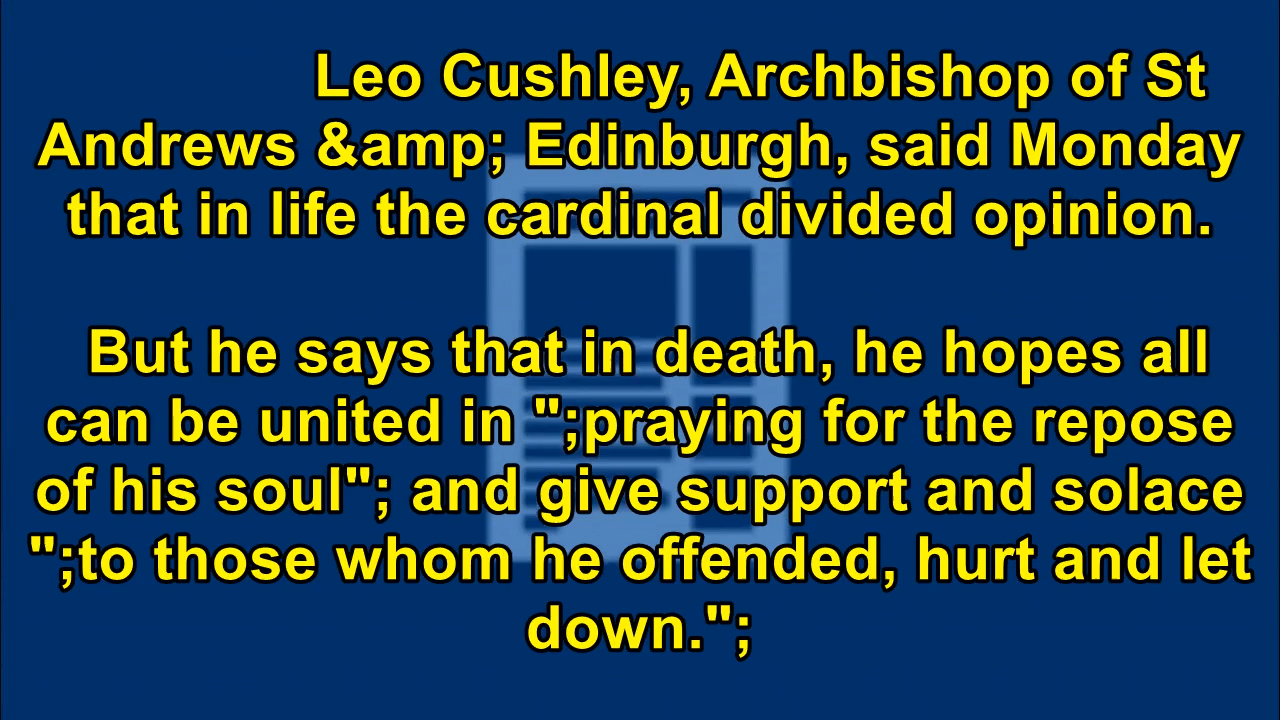 Leo Cushley, Archbishop of St
Andrews &amp; Edinburgh, said Monday
that in life the cardinal divided opinion.
But he says that in death, he hopes all
can be united in ";praying for the repose
of his soul"; and give support and solace
";to those whom he offended, hurt and let
down.";